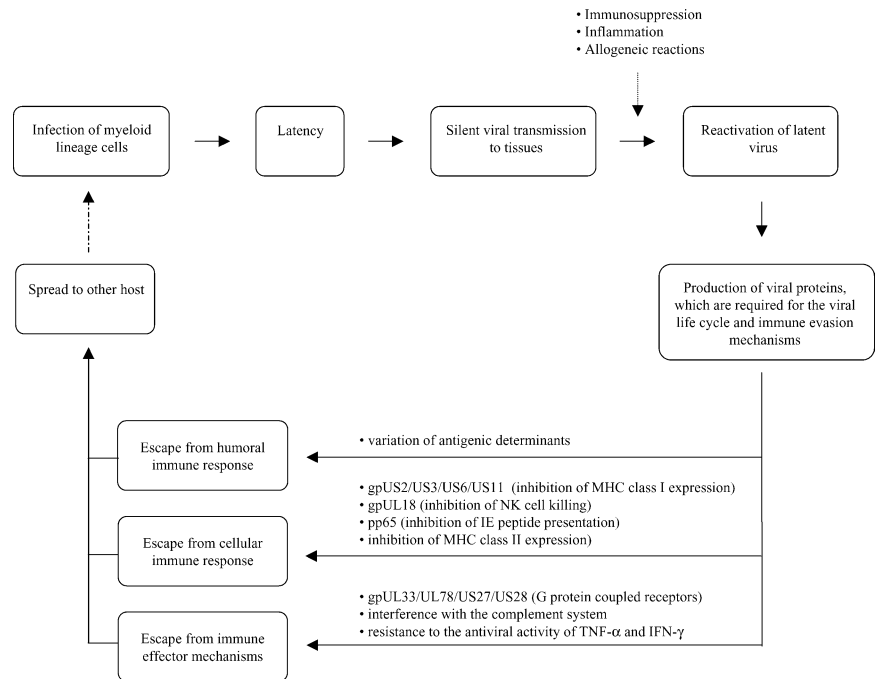 • Immunosuppression
• Inflammation
• Allogeneic reactions
Infection of myeloid
lineage cells
Latency
Silent viral transmission
to tissues
Reactivation of latent
virus
Spread to other host
Production of viral proteins,
which are required for the viral
life cycle and immune evasion
mechanisms
Escape from humoral
immune response
• variation of antigenic determinants
• gpUS2/US3/US6/US11 (inhibition of MHC class I expression)
• gpUL18 (inhibition of NK cell killing)
• pp65 (inhibition of IE peptide presentation)
• inhibition of MHC class II expression)
Escape from cellular
immune response
• gpUL33/UL78/US27/US28 (G protein coupled receptors)
• interference with the complement system
• resistance to the antiviral activity of TNF-α and IFN-γ
Escape from immune
effector mechanisms